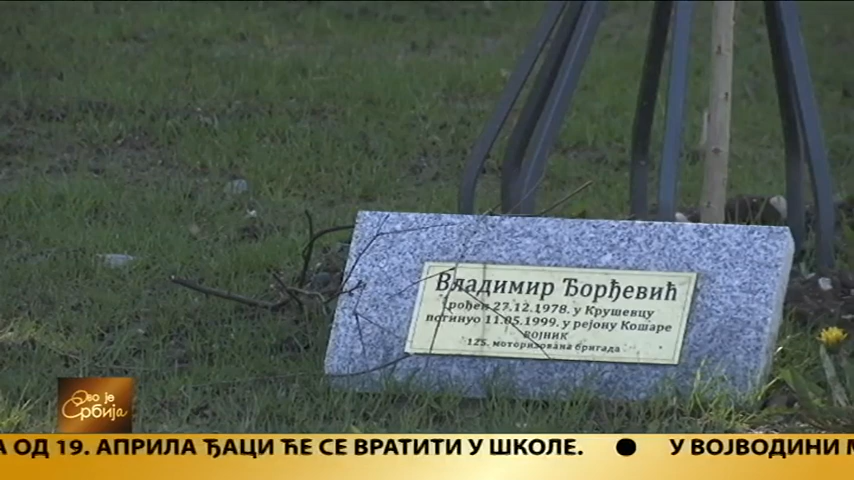 Владимир Ђорђевић
рођен 27.12.1978. у Крушевцу
погинуо 11.05.1999. у рејону Кошаре
војник
125. моторизована бригада
Ово је
Србија
А ОД 19. АПРИЛА ЂАЦИ ЋЕ СЕ ВРАТИТИ У ШКОЛЕ. ● У ВОЈВОДИНИ